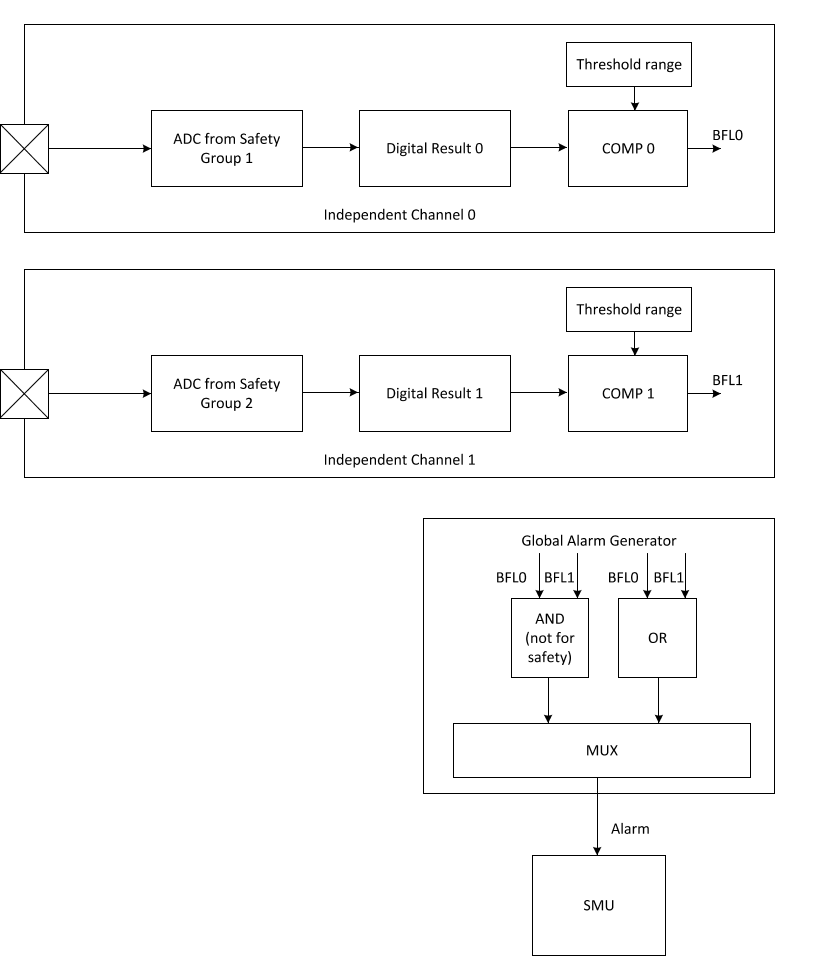 Threshold range
ADC from Safety
Group 1
Digital Result 0
COMP 0
BFL0
Independent Channel 0
Threshold range
ADC from Safety
Group 2
Digital Result 1
COMP 1
BFL1
Independent Channel 1
Global Alarm Generator
BFL0 BFL1 BFL0 BFL1
AND
(not for
safety)
OR
MUX
Alarm
SMU